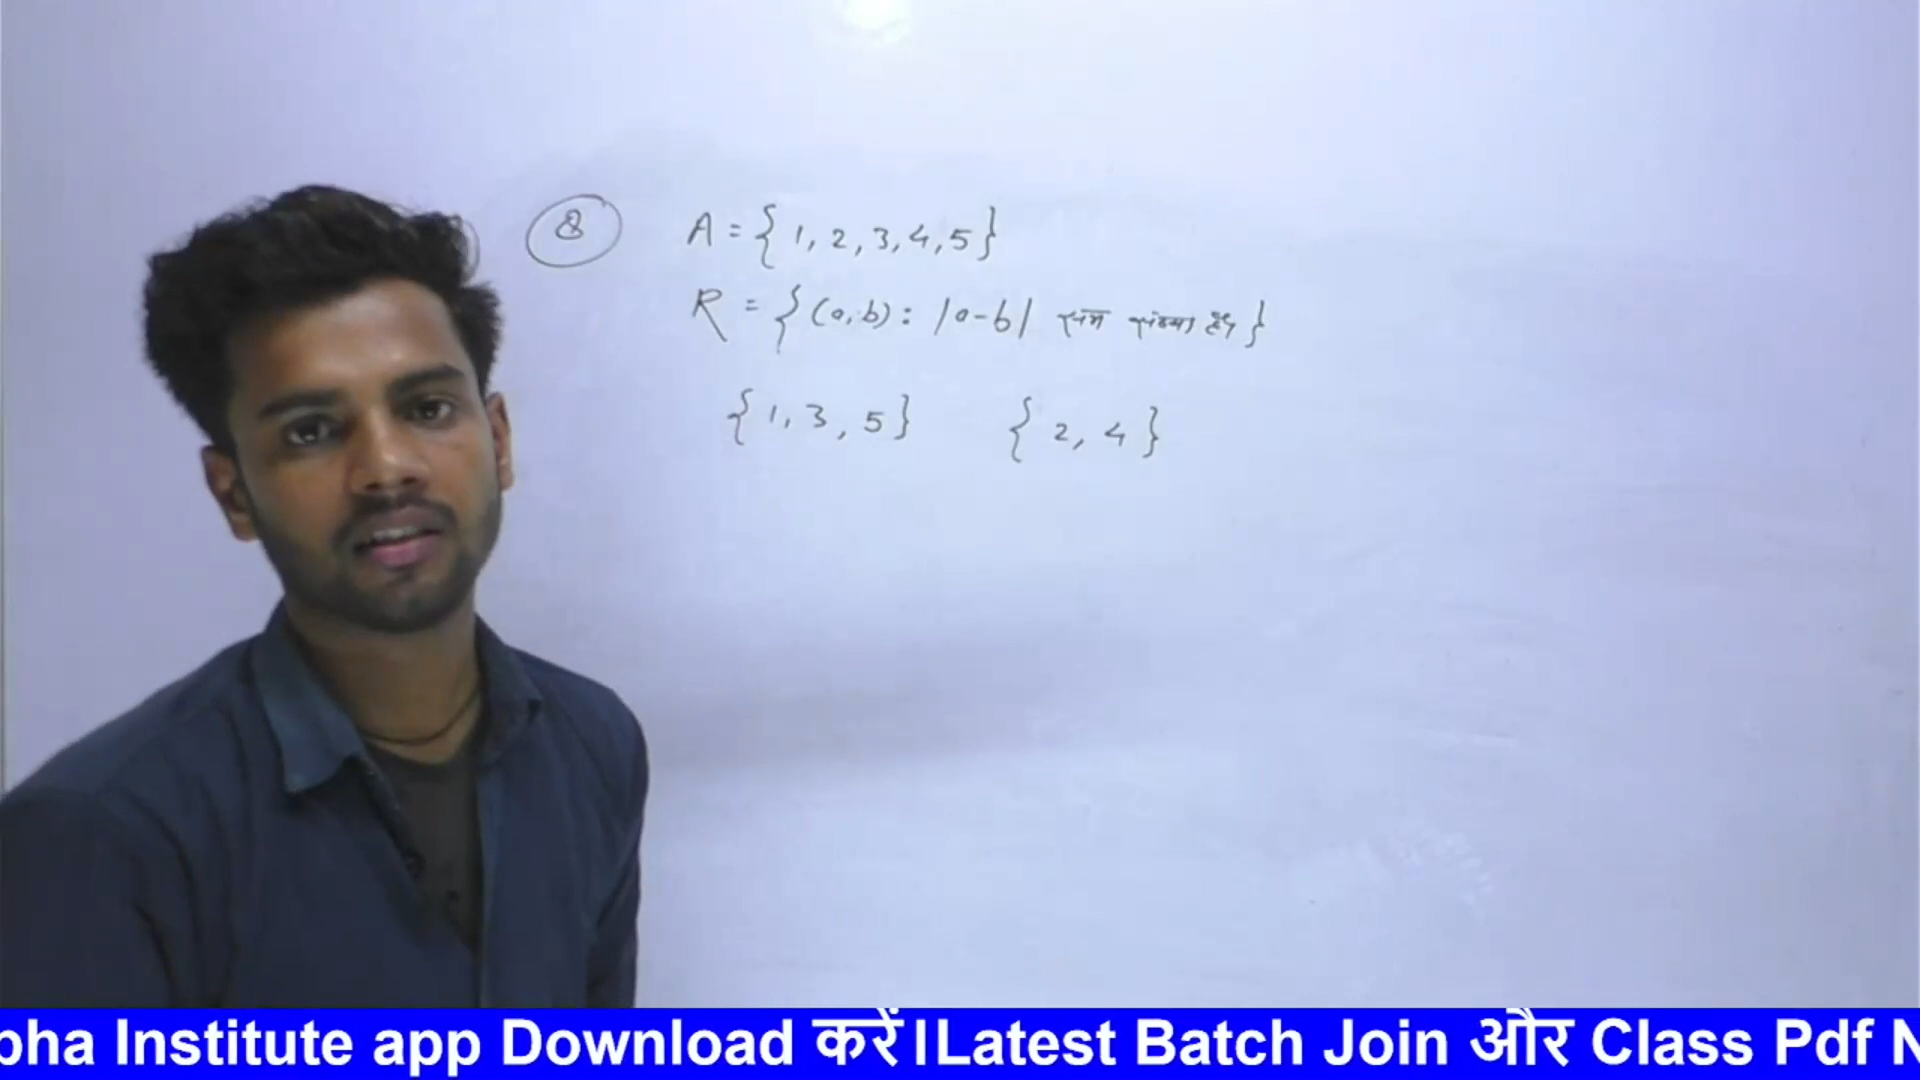 8 A = { 1, 2, 3, 4, 5 }
R = { (a, b) : |a-b| सम संख्या है }
{ 1, 3, 5 } { 2, 4 }
pha Institute app Download करें।Latest Batch Join और Class Pdf N